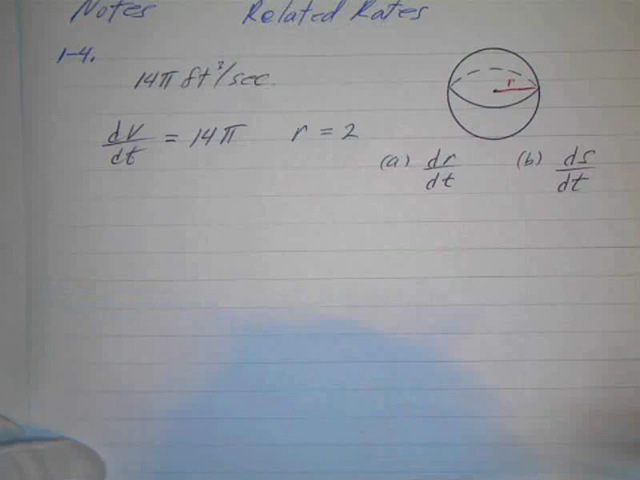 Notes Related Rates
1-4.
14π ft³/sec
r
dV/dt = 14π r = 2
(a) dr/dt (b) ds/dt